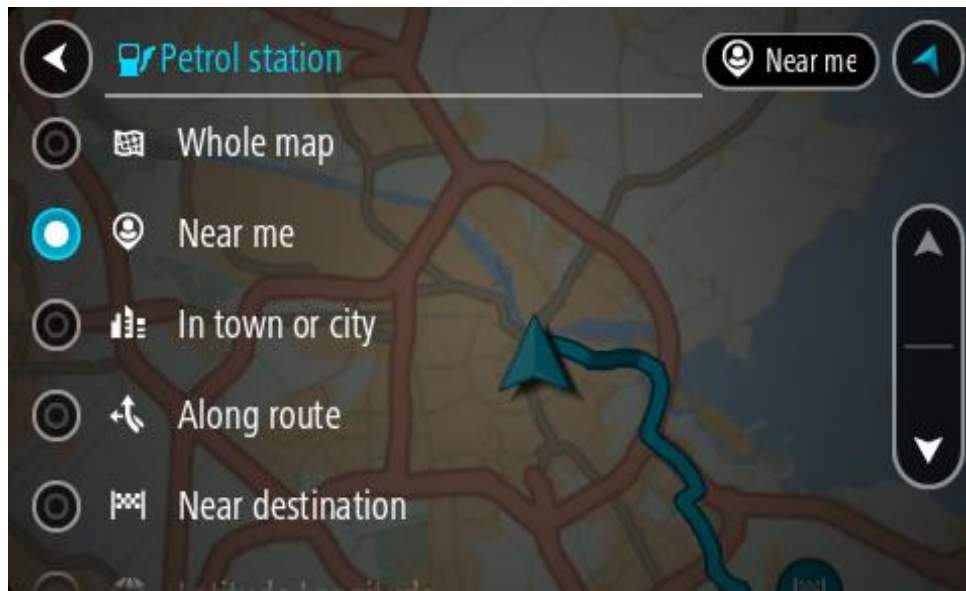 Petrol station
Near me
Whole map
Near me
In town or city
Along route
Near destination